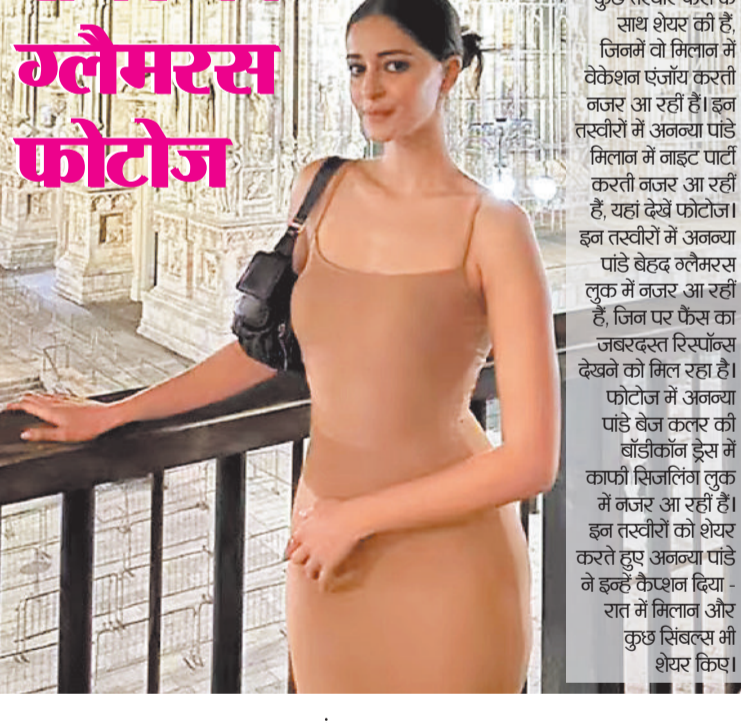 ग्लैमरस
फोटोज
साथ शेयर की हैं,
जिनमें वो मिलान में
वेकेशन एंजॉय करती
नजर आ रहीं हैं। इन
तस्वीरों में अनन्या पांडे
मिलान में नाइट पार्टी
करती नजर आ रहीं
हैं, यहां देखें फोटोज।
इन तस्वीरों में अनन्या
पांडे बेहद ग्लैमरस
लुक में नजर आ रहीं
हैं, जिन पर फैंस का
जबरदस्त रिस्पॉन्स
देखने को मिल रहा है।
फोटोज में अनन्या
पांडे बेज कलर की
बॉडीकॉन ड्रेस में
काफी सिजलिंग लुक
में नजर आ रहीं हैं।
इन तस्वीरों को शेयर
करते हुए अनन्या पांडे
ने इन्हें कैप्शन दिया -
रात में मिलान और
कुछ सिंबल्स भी
शेयर किए।